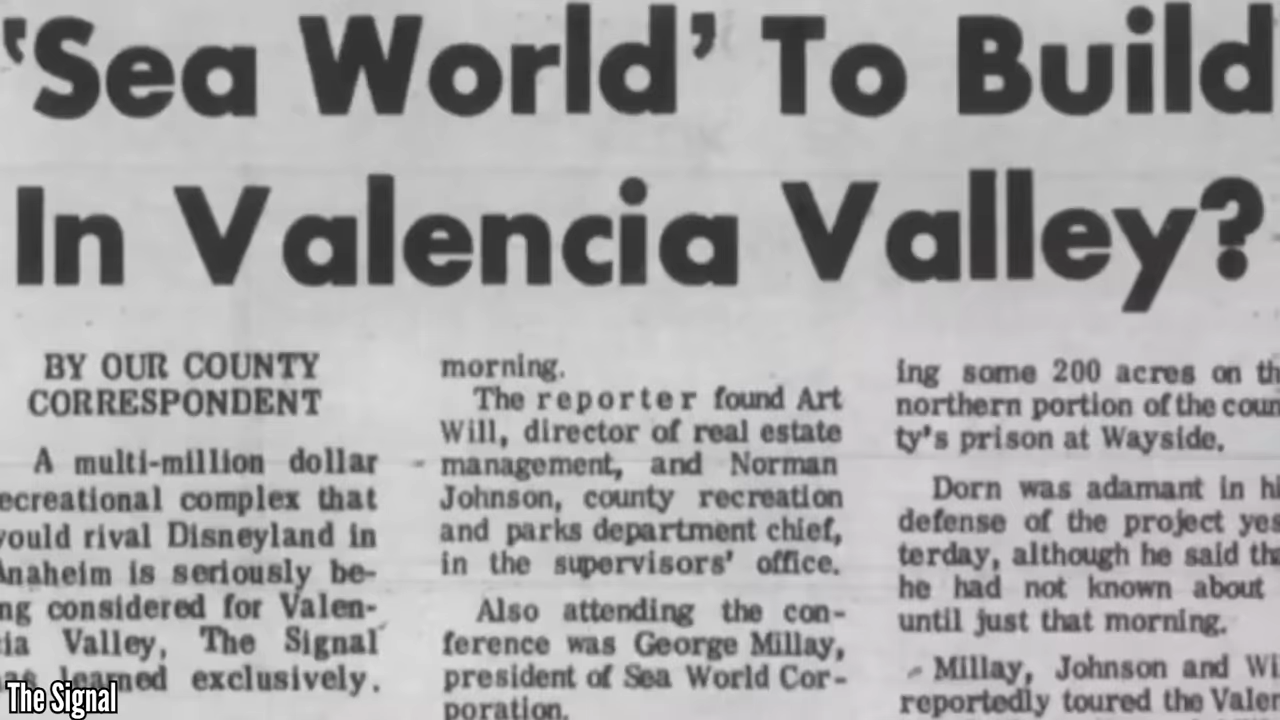 'Sea World' To Build
In Valencia Valley?
BY OUR COUNTY
CORRESPONDENT
A multi-million dollar
ecreational complex that
would rival Disneyland in
Anaheim is seriously be-
ng considered for Valen-
cia Valley, The Signal
has learned exclusively.
morning.
The reporter found Art
Will, director of real estate
management, and Norman
Johnson, county recreation
and parks department chief,
in the supervisors' office.
Also attending the con-
ference was George Millay,
president of Sea World Cor-
poration.
ing some 200 acres on th
northern portion of the coun
ty's prison at Wayside.
Dorn was adamant in hi
defense of the project yes
terday, although he said tha
he had not known about
until just that morning.
Millay, Johnson and Wi
reportedly toured the Valen
The Signal